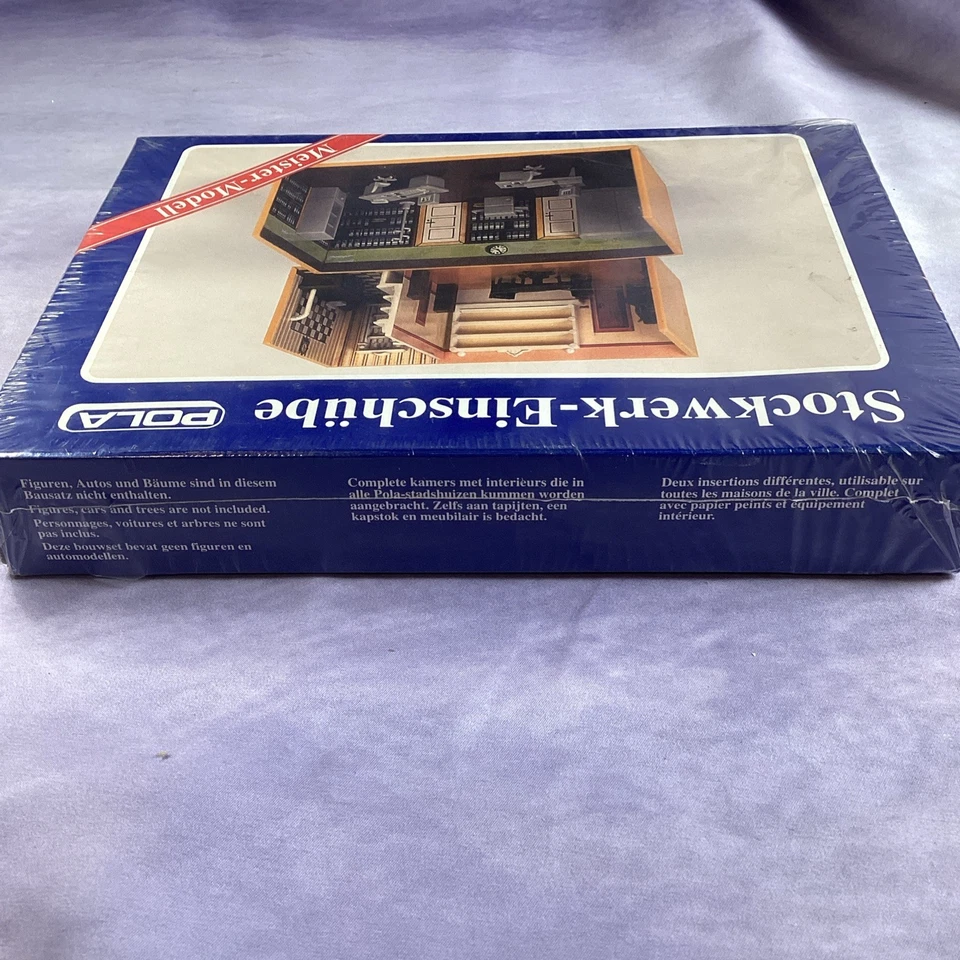 Meister-Modell
Stockwerk-Einschübe
POLA
Figuren, Autos und Bäume sind in diesem
Bausatz nicht enthalten.
Figures, cars and trees are not included.
Personnages, voitures et arbres ne sont
pas inclus.
Deze bouwset bevat geen figuren en
automodellen.
Complete kamers met interieurs die in
alle Pola-stadshuizen kummen worden
aangebracht. Zelfs aan tapijten, een
kapstok en meubilair is bedacht.
Deux insertions différentes, utilisable sur
toutes les maisons de la ville. Complet
avec papier peints et équipement
intérieur.